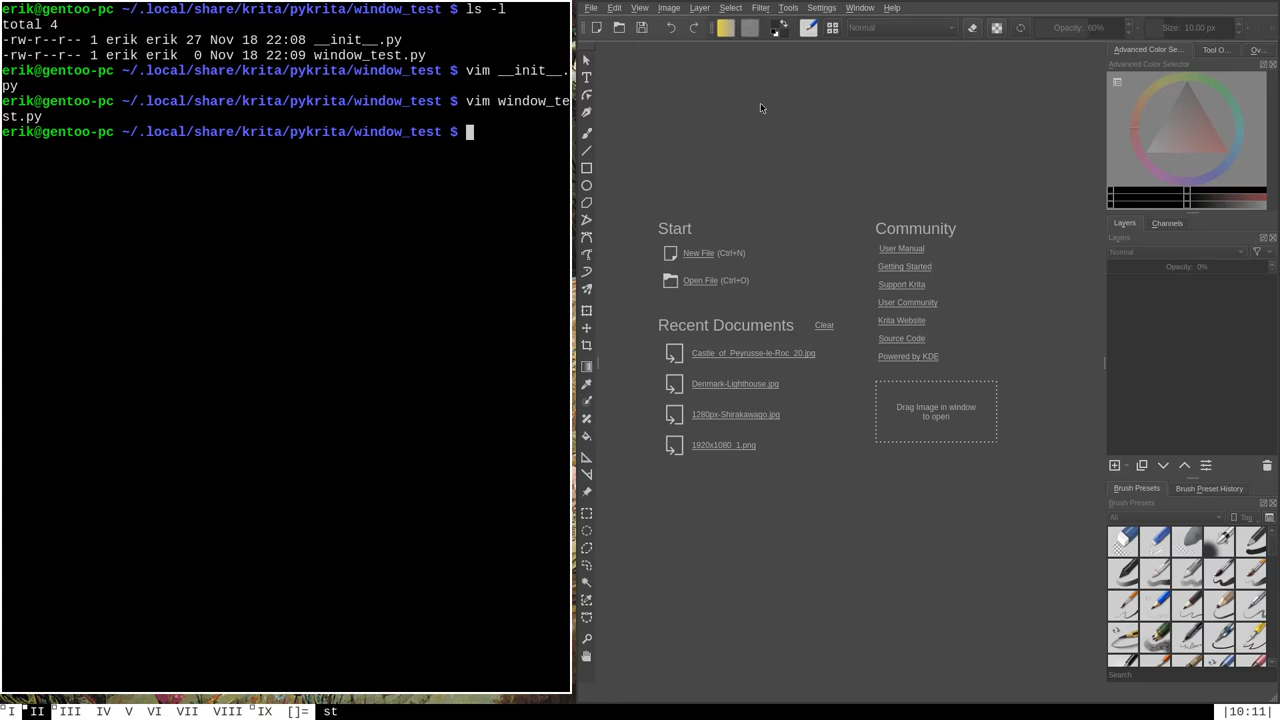 erik@gentoo-pc ~/.local/share/krita/pykrita/window_test $ ls -l
total 4
-rw-r--r-- 1 erik erik 27 Nov 18 22:08 __init__.py
-rw-r--r-- 1 erik erik  0 Nov 18 22:09 window_test.py
erik@gentoo-pc ~/.local/share/krita/pykrita/window_test $ vim __init__.
py
erik@gentoo-pc ~/.local/share/krita/pykrita/window_test $ vim window_te
st.py
erik@gentoo-pc ~/.local/share/krita/pykrita/window_test $
File Edit View Image Layer Select Filter Tools Settings Window Help
Normal Opacity: 60% Size: 10.00 px
Advanced Color Se... Tool O... Ov...
Advanced Color Selector
Start
New File (Ctrl+N)
Open File (Ctrl+O)
Recent Documents Clear
Castle_of_Peyrusse-le-Roc_20.jpg
Denmark-Lighthouse.jpg
1280px-Shirakawago.jpg
1920x1080_1.png
Community
User Manual
Getting Started
Support Krita
User Community
Krita Website
Source Code
Powered by KDE
Drag Image in window
to open
Layers Channels
Layers
Normal
Opacity: 0%
Brush Presets Brush Preset History
Brush Presets
All Tag
Search
I II III IV V VI VII VIII IX []= st |10:11|